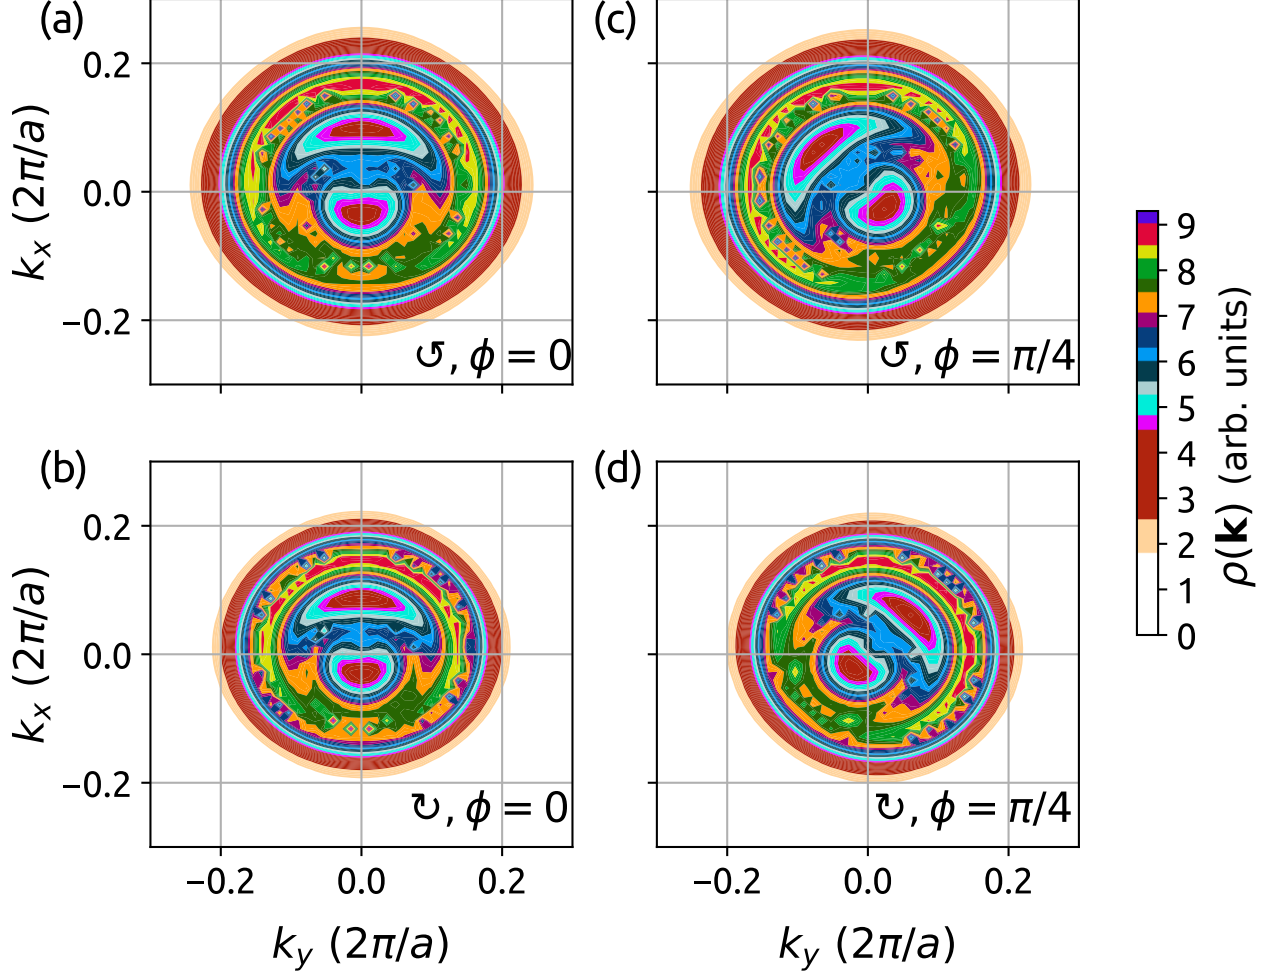 (a)
0.2
0.0
−0.2
k_x (2π/a)
↺, ϕ = 0
(c)
↺, ϕ = π/4
(b)
0.2
0.0
−0.2
k_x (2π/a)
↻, ϕ = 0
−0.2 0.0 0.2
k_y (2π/a)
(d)
↻, ϕ = π/4
−0.2 0.0 0.2
k_y (2π/a)
9
8
7
6
5
4
3
2
1
0
ρ(k) (arb. units)